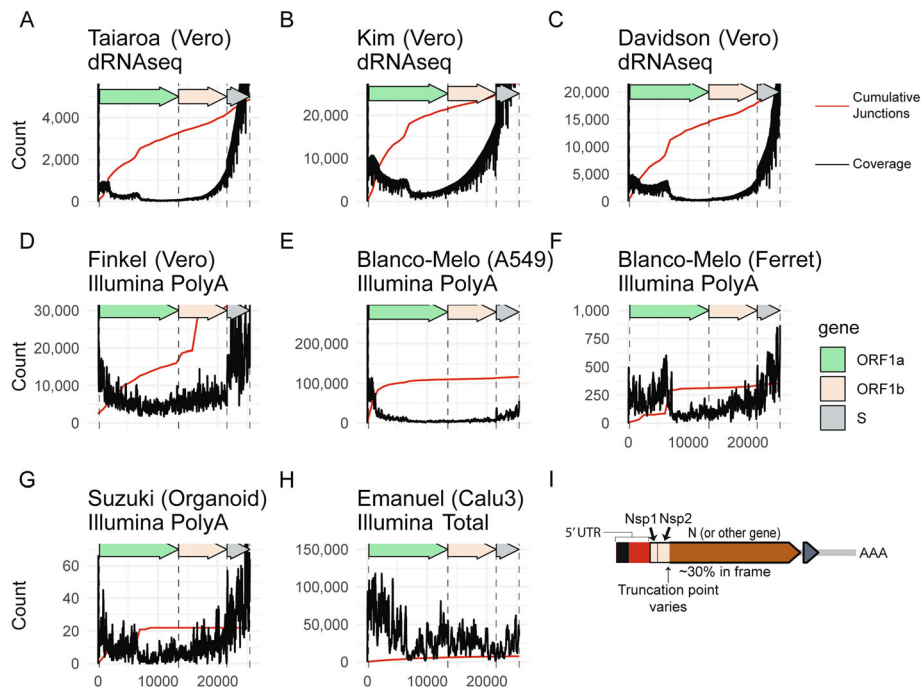 A
Taiaroa (Vero)
dRNAseq
B
Kim (Vero)
dRNAseq
C
Davidson (Vero)
dRNAseq
Count
4,000
2,000
0
20,000
10,000
0
20,000
15,000
10,000
5,000
0
Cumulative
Junctions
Coverage
D
Finkel (Vero)
Illumina PolyA
E
Blanco-Melo (A549)
Illumina PolyA
F
Blanco-Melo (Ferret)
Illumina PolyA
Count
30,000
20,000
10,000
0
200,000
100,000
0
1,000
750
500
250
0
0
10000
20000
gene
ORF1a
ORF1b
S
G
Suzuki (Organoid)
Illumina PolyA
H
Emanuel (Calu3)
Illumina Total
I
Count
60
40
20
0
0
10000
20000
150,000
100,000
50,000
0
0
10000
20000
Nsp1
Nsp2
5' UTR
N (or other gene)
AAA
~30% in frame
Truncation point
varies